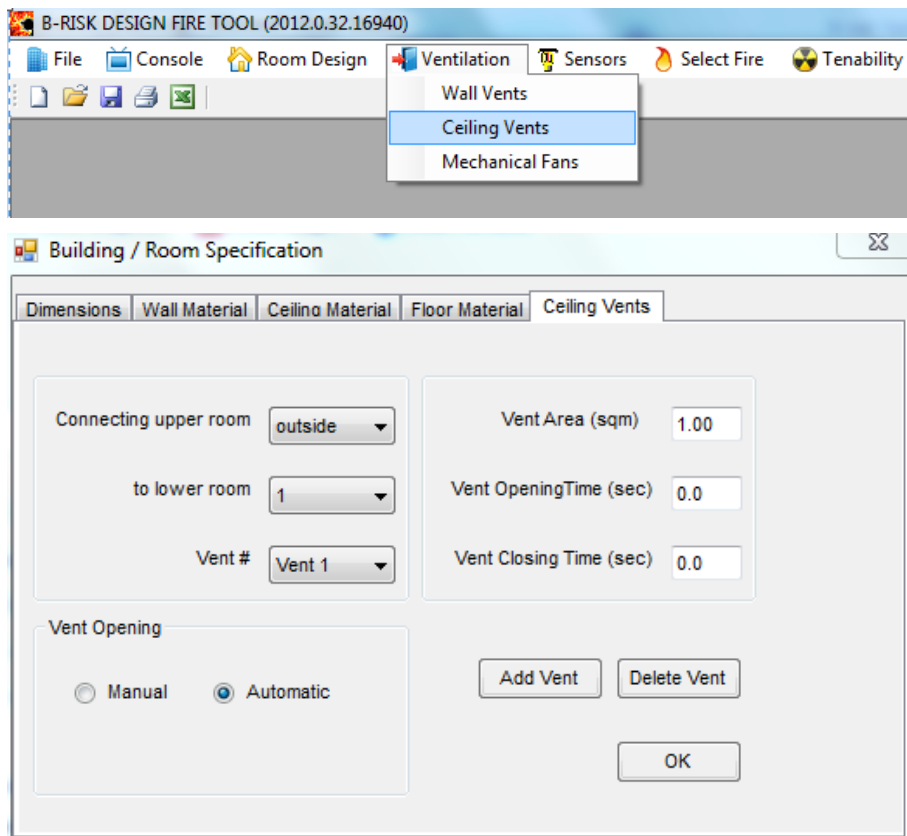 B-RISK DESIGN FIRE TOOL (2012.0.32.16940)
File Console Room Design Ventilation Sensors Select Fire Tenability
Wall Vents
Ceiling Vents
Mechanical Fans
Building / Room Specification
Dimensions Wall Material Ceiling Material Floor Material Ceiling Vents
Connecting upper room outside
to lower room 1
Vent # Vent 1
Vent Area (sqm) 1.00
Vent OpeningTime (sec) 0.0
Vent Closing Time (sec) 0.0
Vent Opening
Manual Automatic
Add Vent Delete Vent
OK